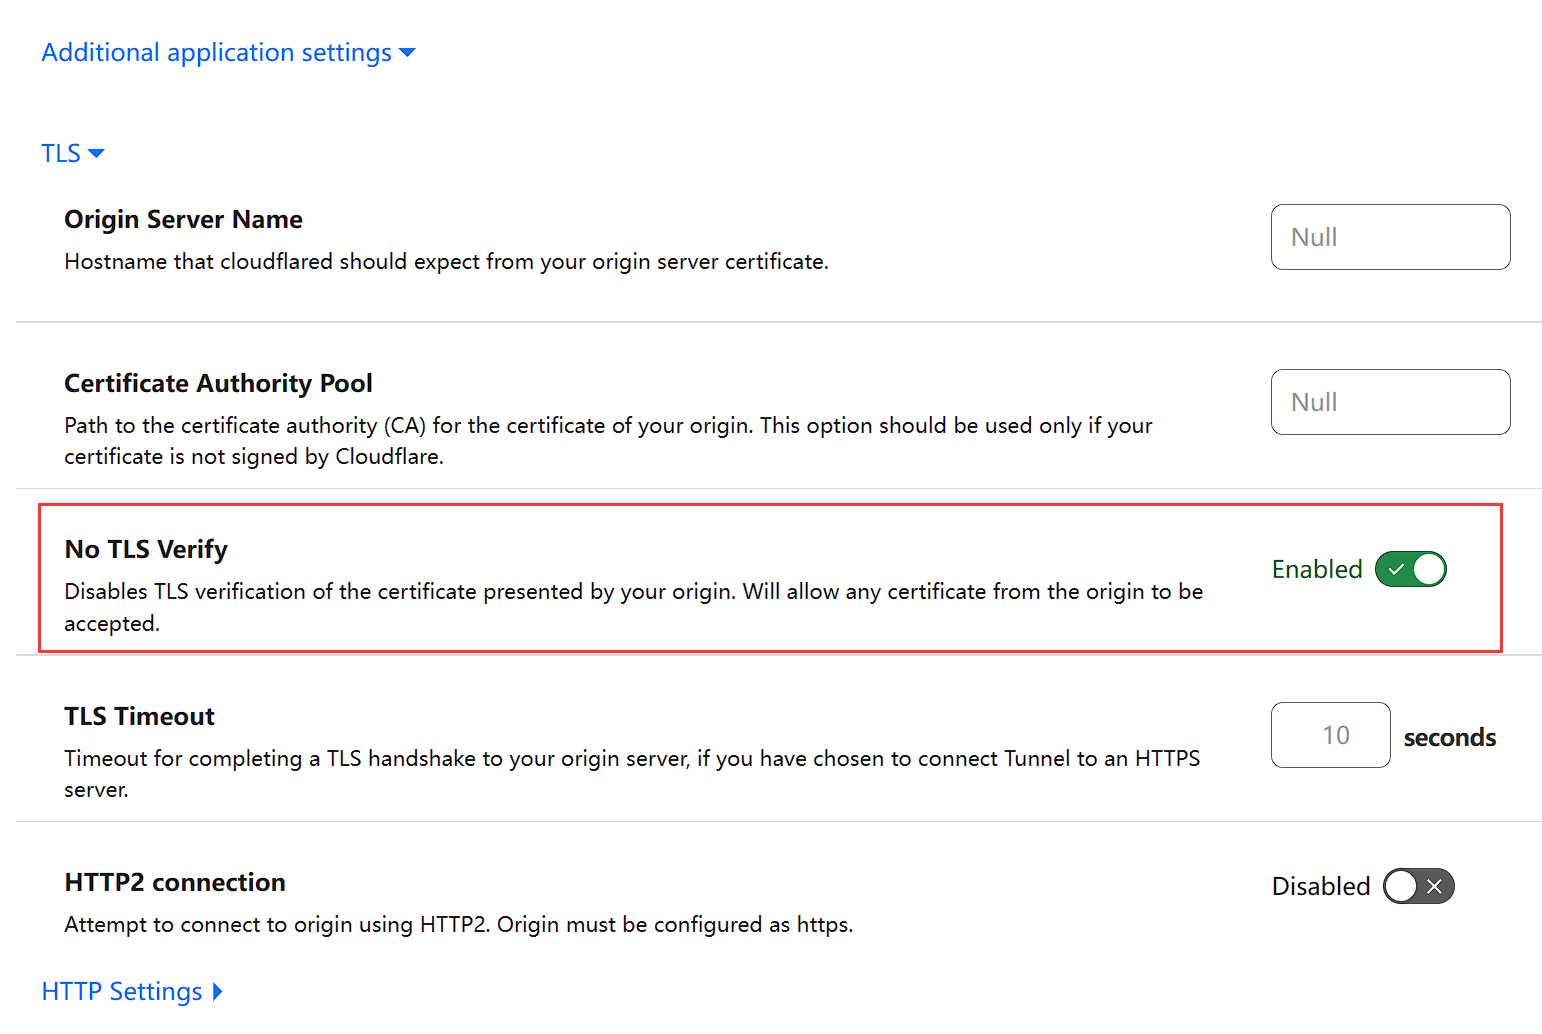 Additional application settings
TLS
Origin Server Name
Null
Hostname that cloudflared should expect from your origin server certificate.
Certificate Authority Pool
Null
Path to the certificate authority (CA) for the certificate of your origin. This option should be used only if your
certificate is not signed by Cloudflare.
No TLS Verify
Enabled
Disables TLS verification of the certificate presented by your origin. Will allow any certificate from the origin to be
accepted.
TLS Timeout
10 seconds
Timeout for completing a TLS handshake to your origin server, if you have chosen to connect Tunnel to an HTTPS
server.
HTTP2 connection
Disabled
Attempt to connect to origin using HTTP2. Origin must be configured as https.
HTTP Settings